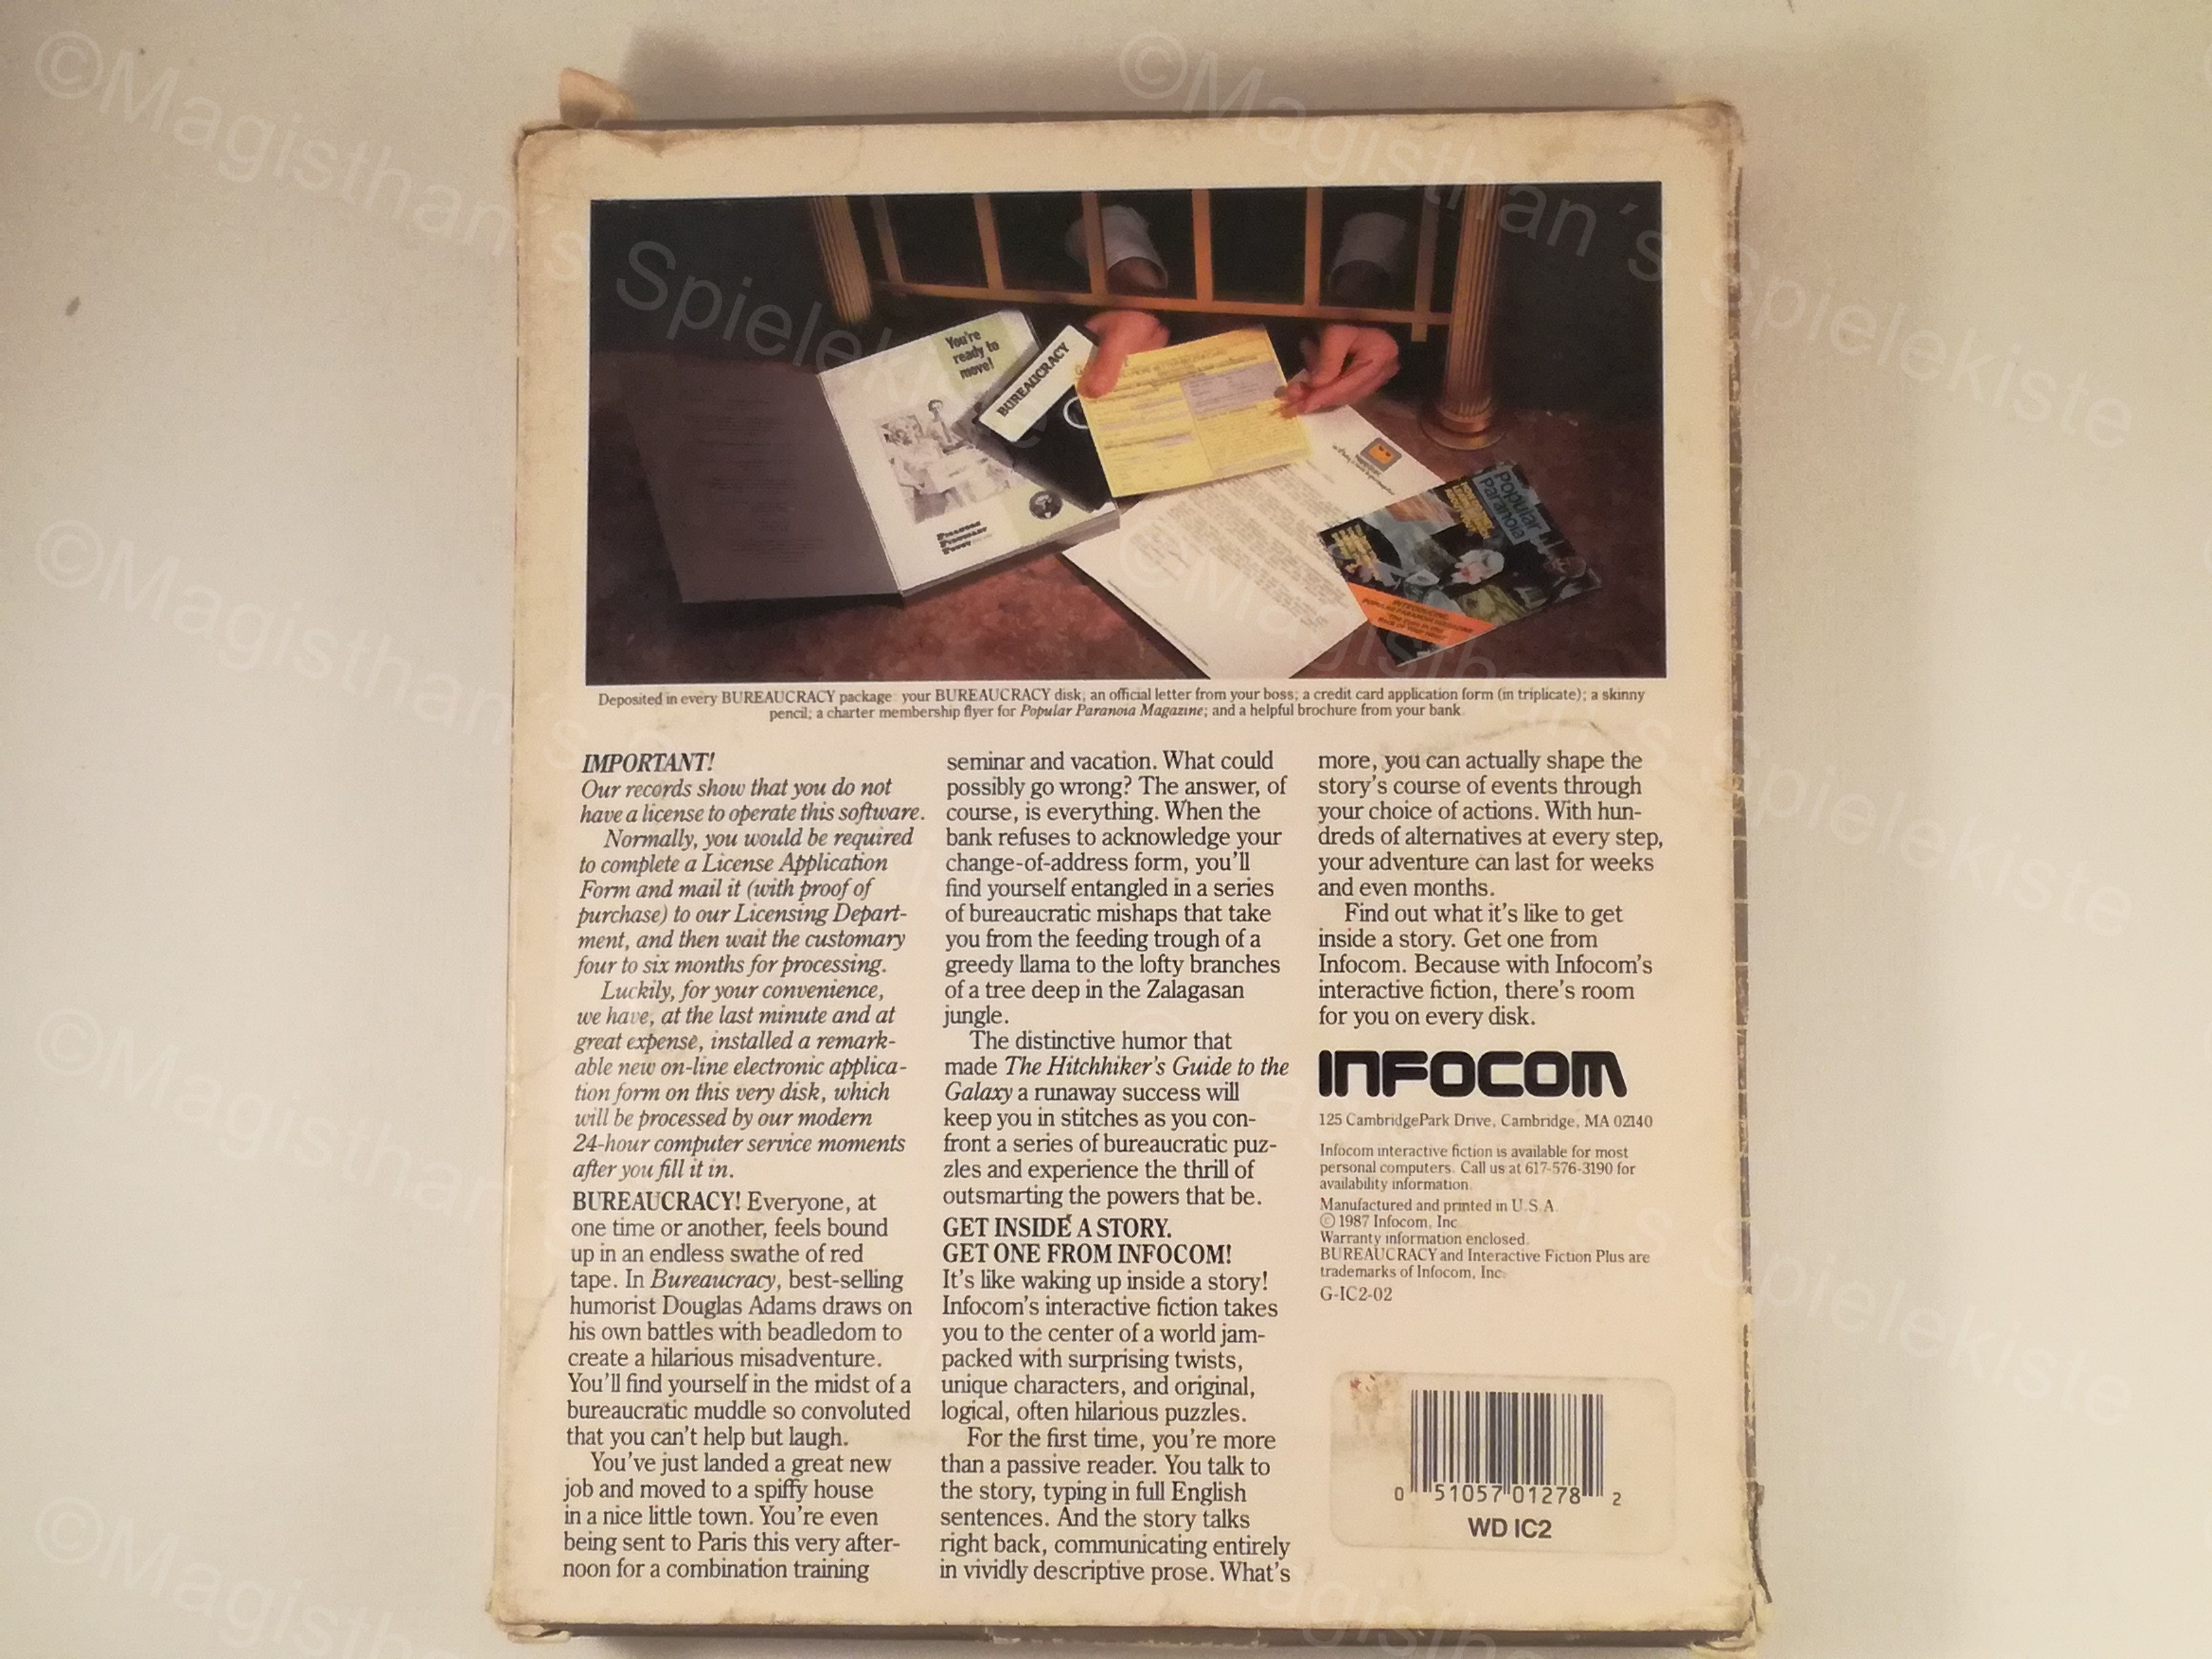 ©Magisthan´s Spielekiste
©Magisthan´s Spielekiste
You're
ready to
move!
BUREAUCRACY
Popular
Paranoia
INTRODUCING
POPULAR PARANOIA MAGAZINE
Deposited in every BUREAUCRACY package: your BUREAUCRACY disk; an official letter from your boss; a credit card application form (in triplicate); a skinny
pencil; a charter membership flyer for Popular Paranoia Magazine; and a helpful brochure from your bank.
IMPORTANT!
Our records show that you do not
have a license to operate this software.
Normally, you would be required
to complete a License Application
Form and mail it (with proof of
purchase) to our Licensing Depart-
ment, and then wait the customary
four to six months for processing.
Luckily, for your convenience,
we have, at the last minute and at
great expense, installed a remark-
able new on-line electronic applica-
tion form on this very disk, which
will be processed by our modern
24-hour computer service moments
after you fill it in.
BUREAUCRACY! Everyone, at
one time or another, feels bound
up in an endless swathe of red
tape. In Bureaucracy, best-selling
humorist Douglas Adams draws on
his own battles with beadledom to
create a hilarious misadventure.
You'll find yourself in the midst of a
bureaucratic muddle so convoluted
that you can't help but laugh.
You've just landed a great new
job and moved to a spiffy house
in a nice little town. You're even
being sent to Paris this very after-
noon for a combination training
seminar and vacation. What could
possibly go wrong? The answer, of
course, is everything. When the
bank refuses to acknowledge your
change-of-address form, you'll
find yourself entangled in a series
of bureaucratic mishaps that take
you from the feeding trough of a
greedy llama to the lofty branches
of a tree deep in the Zalagasan
jungle.
The distinctive humor that
made The Hitchhiker's Guide to the
Galaxy a runaway success will
keep you in stitches as you con-
front a series of bureaucratic puz-
zles and experience the thrill of
outsmarting the powers that be.
GET INSIDE A STORY.
GET ONE FROM INFOCOM!
It's like waking up inside a story!
Infocom's interactive fiction takes
you to the center of a world jam-
packed with surprising twists,
unique characters, and original,
logical, often hilarious puzzles.
For the first time, you're more
than a passive reader. You talk to
the story, typing in full English
sentences. And the story talks
right back, communicating entirely
in vividly descriptive prose. What's
more, you can actually shape the
story's course of events through
your choice of actions. With hun-
dreds of alternatives at every step,
your adventure can last for weeks
and even months.
Find out what it's like to get
inside a story. Get one from
Infocom. Because with Infocom's
interactive fiction, there's room
for you on every disk.
INFOCOM
125 CambridgePark Drive, Cambridge, MA 02140
Infocom interactive fiction is available for most
personal computers. Call us at 617-576-3190 for
availability information.
Manufactured and printed in U.S.A.
© 1987 Infocom, Inc.
Warranty information enclosed.
BUREAUCRACY and Interactive Fiction Plus are
trademarks of Infocom, Inc.
G-IC2-02
0 51057 01278 2
WD IC2